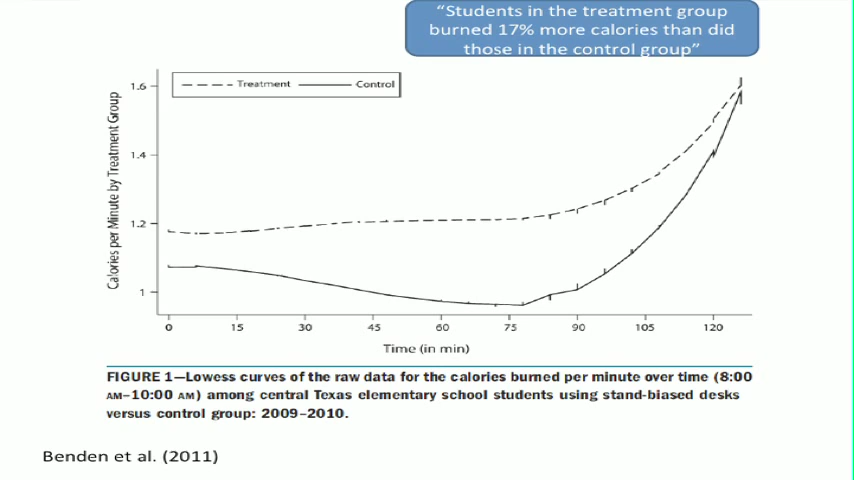 “Students in the treatment group
burned 17% more calories than did
those in the control group”
Treatment Control
Calories per Minute by Treatment Group
1.6
1.4
1.2
1
0 15 30 45 60 75 90 105 120
Time (in min)
FIGURE 1—Lowess curves of the raw data for the calories burned per minute over time (8:00
AM–10:00 AM) among central Texas elementary school students using stand-biased desks
versus control group: 2009–2010.
Benden et al. (2011)